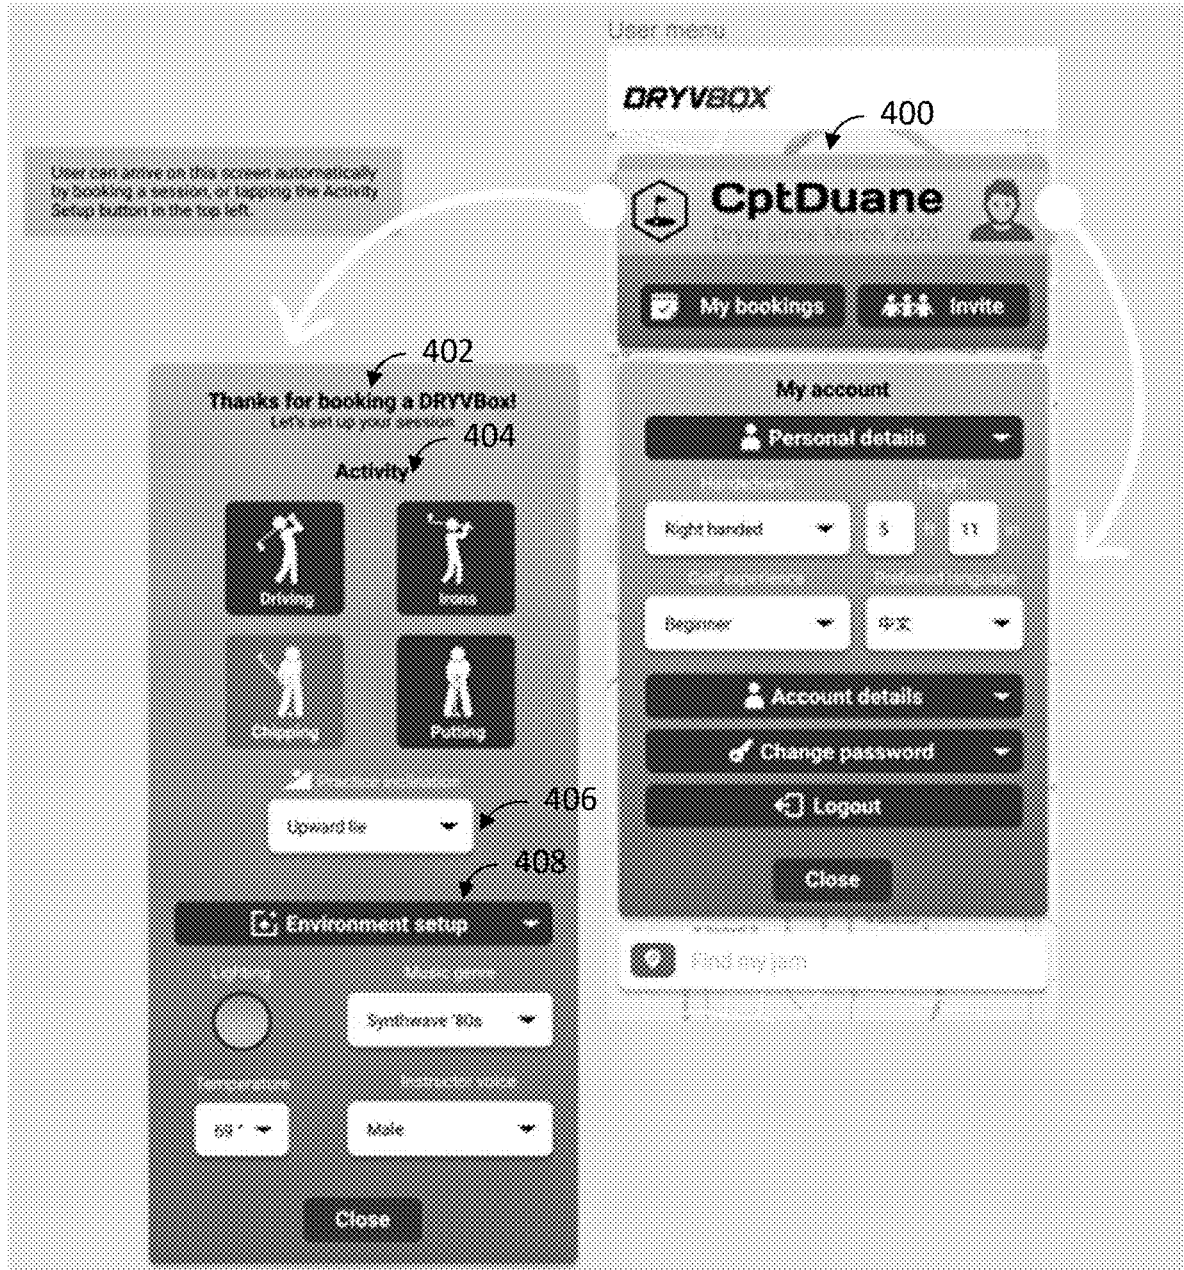 User menu
DRYVBOX
400
User can arrive on this screen automatically
by booking a session, or tapping the Activity
Setup button in the top left.
CptDuane
My bookings
Invite
402
Thanks for booking a DRYVBox!
Let's set up your session
404
Activity
Driving
Irons
Chipping
Putting
Upward lie
406
408
Environment setup
Lighting
Synthwave '80s
Temperature
69 °
Male
Close
My account
Personal details
Right handed
5
11
Beginner
中文
Account details
Change password
Logout
Close
Find my jam